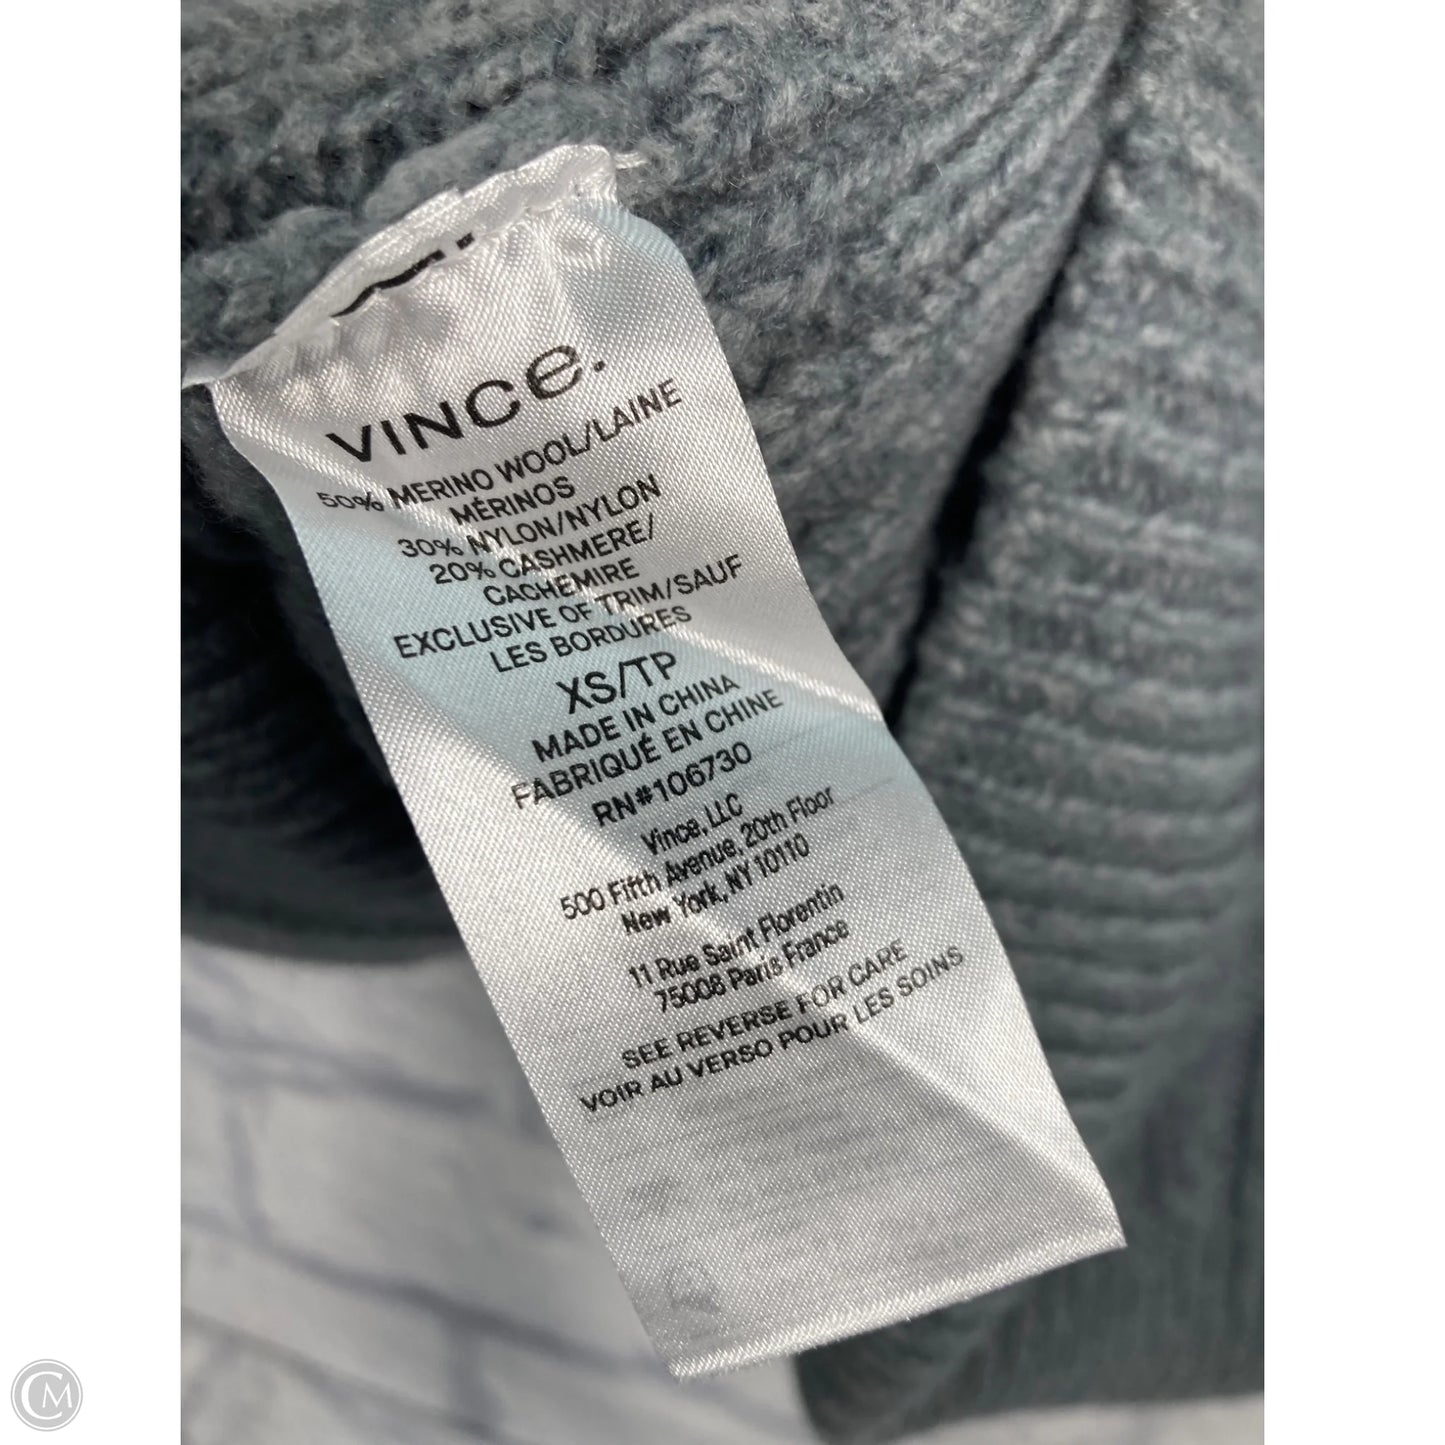 VINCE.
50% MERINO WOOL/LAINE
MÉRINOS
30% NYLON/NYLON
20% CASHMERE/
CACHEMIRE
EXCLUSIVE OF TRIM/SAUF
LES BORDURES
XS/TP
MADE IN CHINA
FABRIQUÉ EN CHINE
RN#106730
Vince, LLC
500 Fifth Avenue, 20th Floor
New York, NY 10110
11 Rue Saint Florentin
75008 Paris France
SEE REVERSE FOR CARE
VOIR AU VERSO POUR LES SOINS
CM